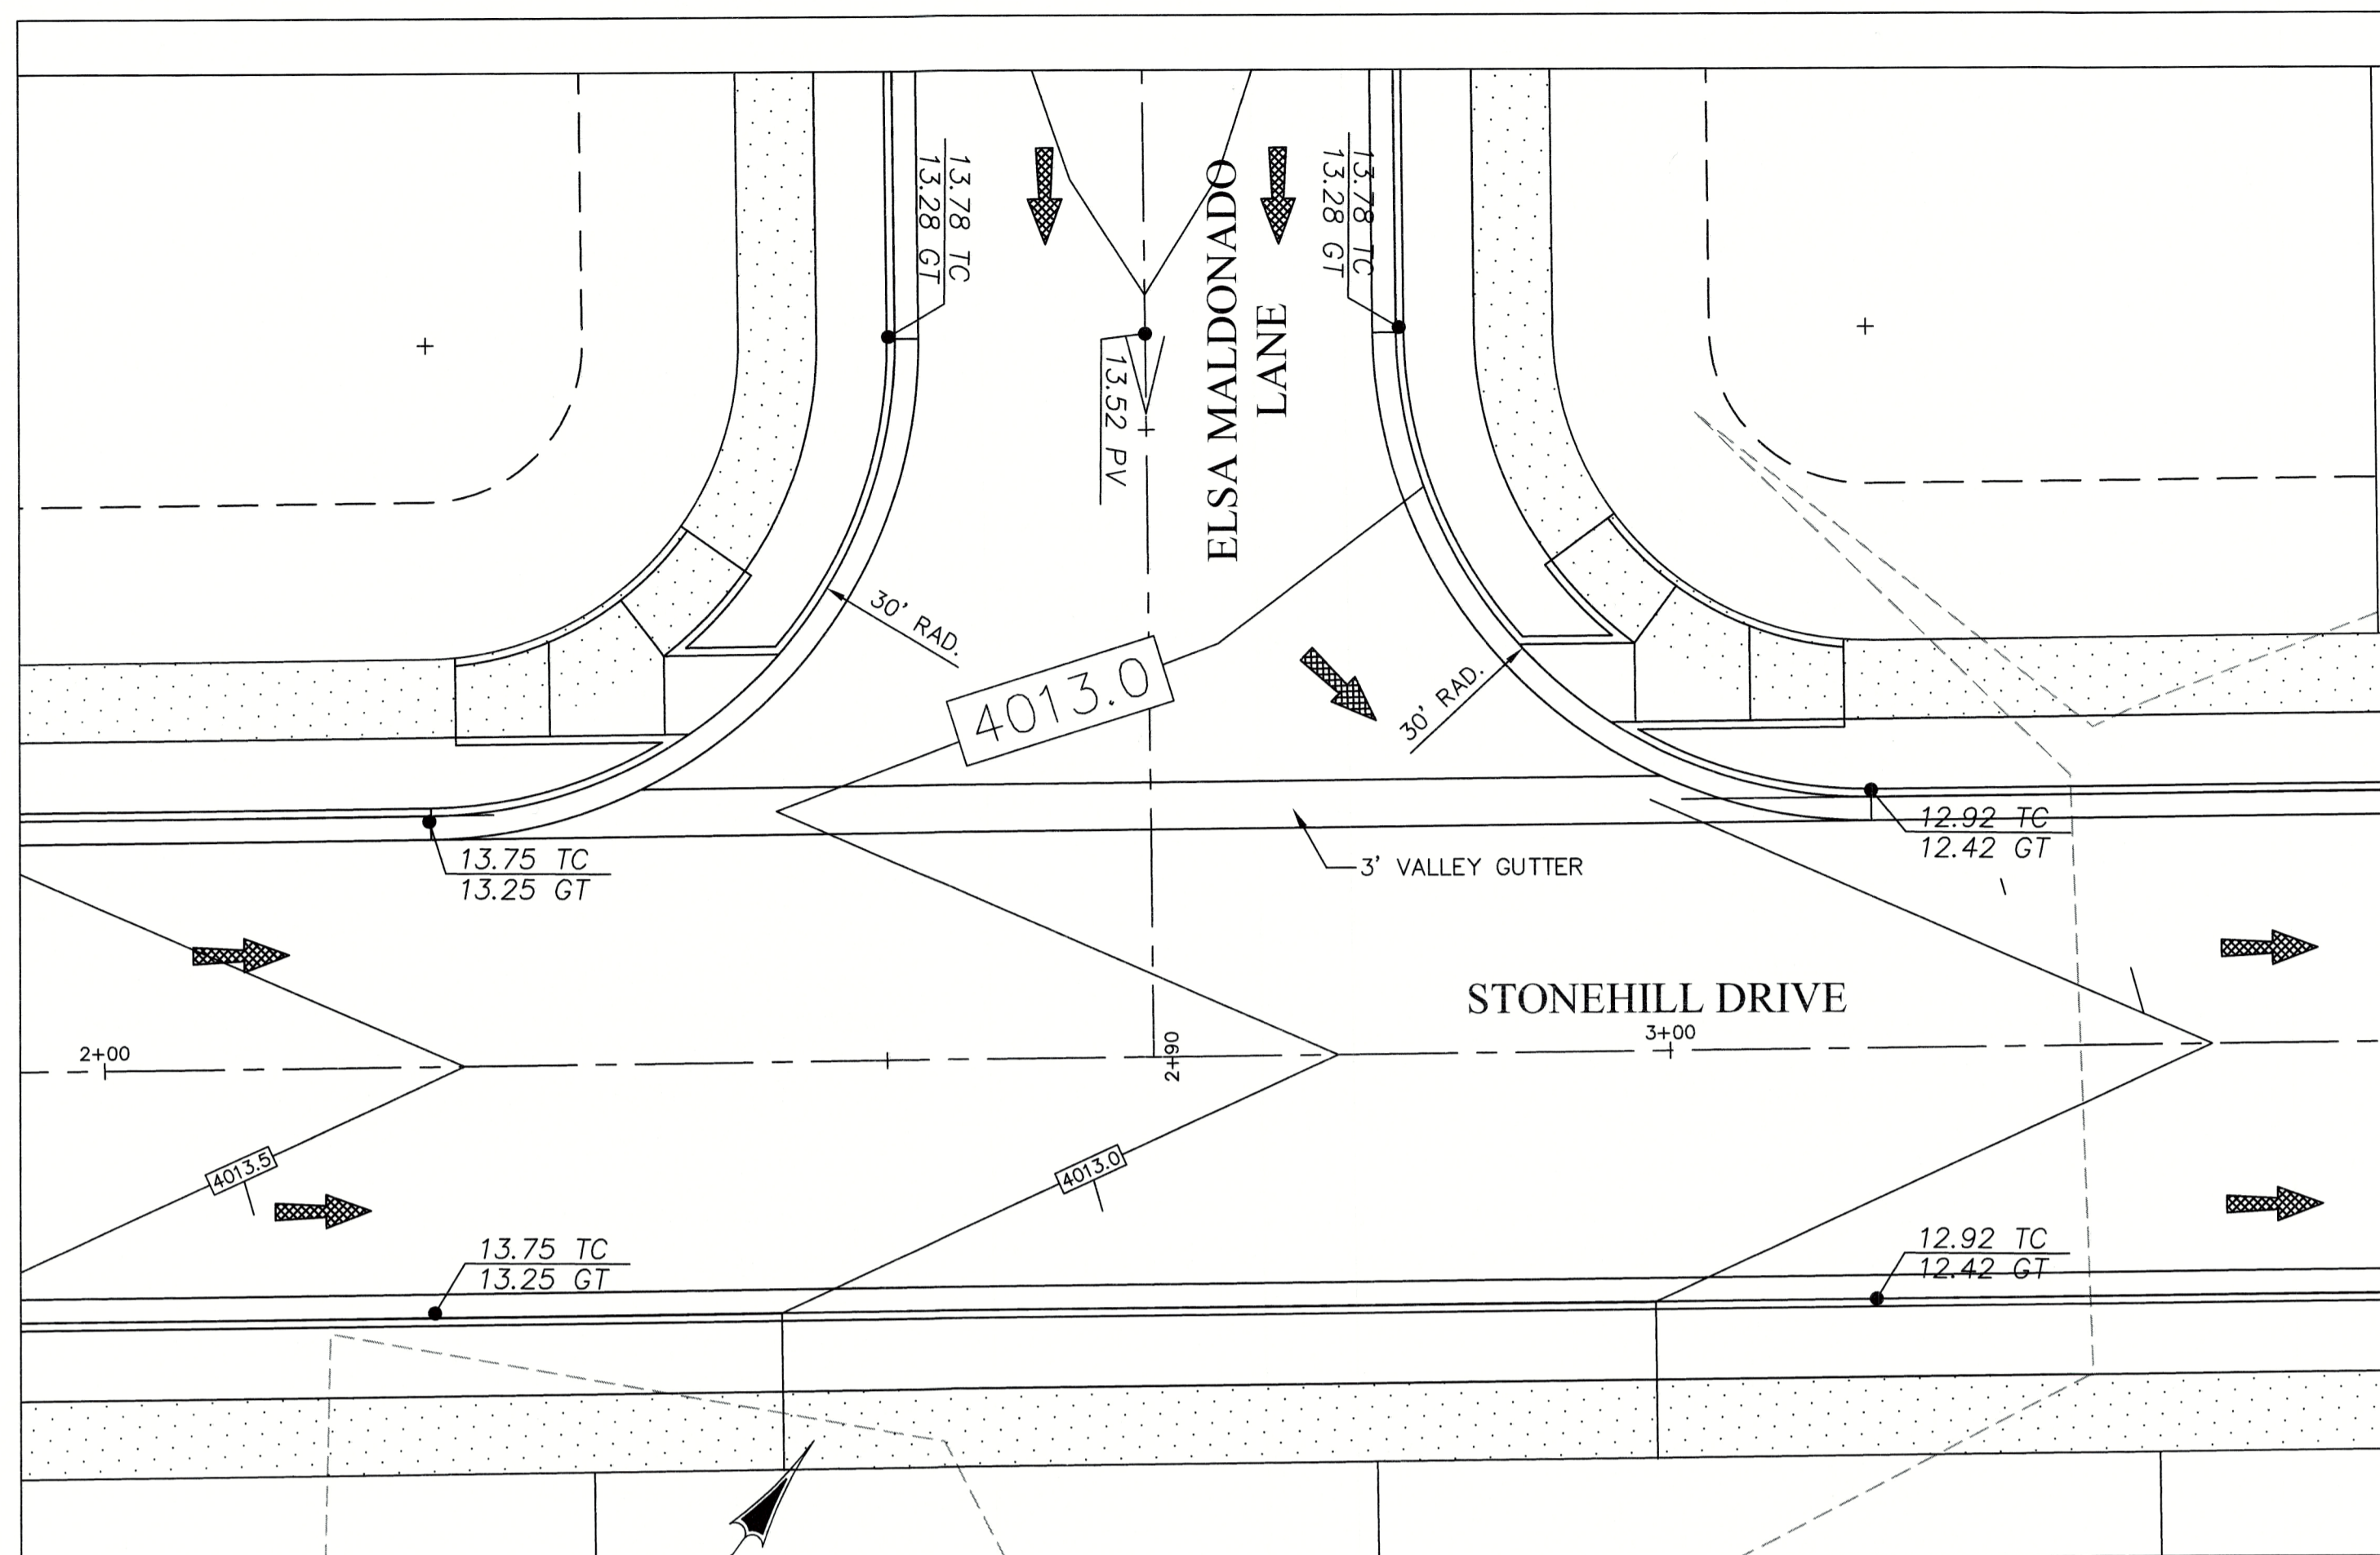 13.78 TC
13.28 GT
13.78 TC
13.28 GT
ELSA MALDONADO
LANE
13.52 PV
30' RAD.
4013.0
30' RAD.
13.75 TC
13.25 GT
3' VALLEY GUTTER
12.92 TC
12.42 GT
STONEHILL DRIVE
2+00
2+90
3+00
4013.5
4013.0
13.75 TC
13.25 GT
12.92 TC
12.42 GT